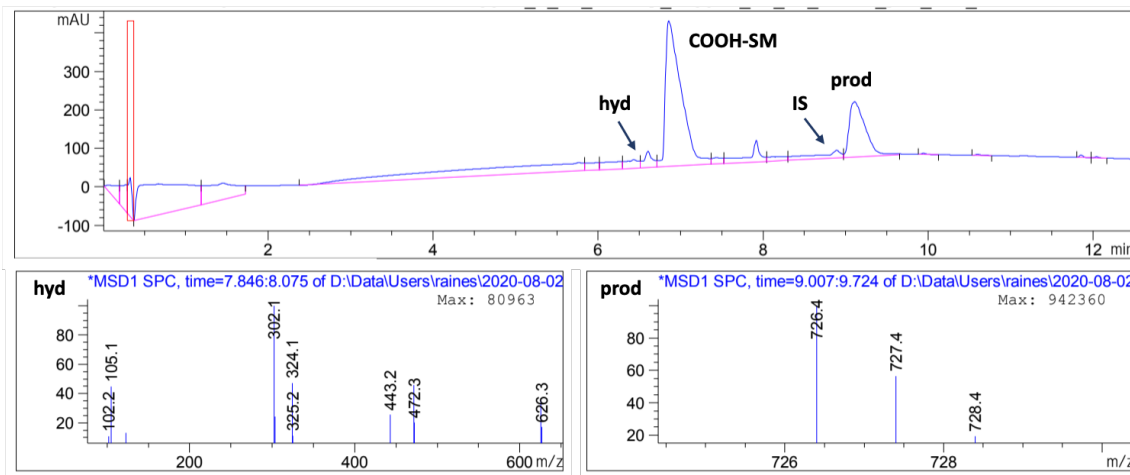 mAU
300
200
100
0
-100
hyd
COOH-SM
IS
prod
2
4
6
8
10
12
min
hyd
*MSD1 SPC, time=7.846:8.075 of D:\Data\Users\raines\2020-08-02
Max: 80963
80
60
40
20
102.2
105.1
302.1
324.1
325.2
443.2
472.3
626.3
200
400
600
m/z
prod
*MSD1 SPC, time=9.007:9.724 of D:\Data\Users\raines\2020-08-02
Max: 942360
80
60
40
20
726.4
727.4
728.4
726
728
m/z